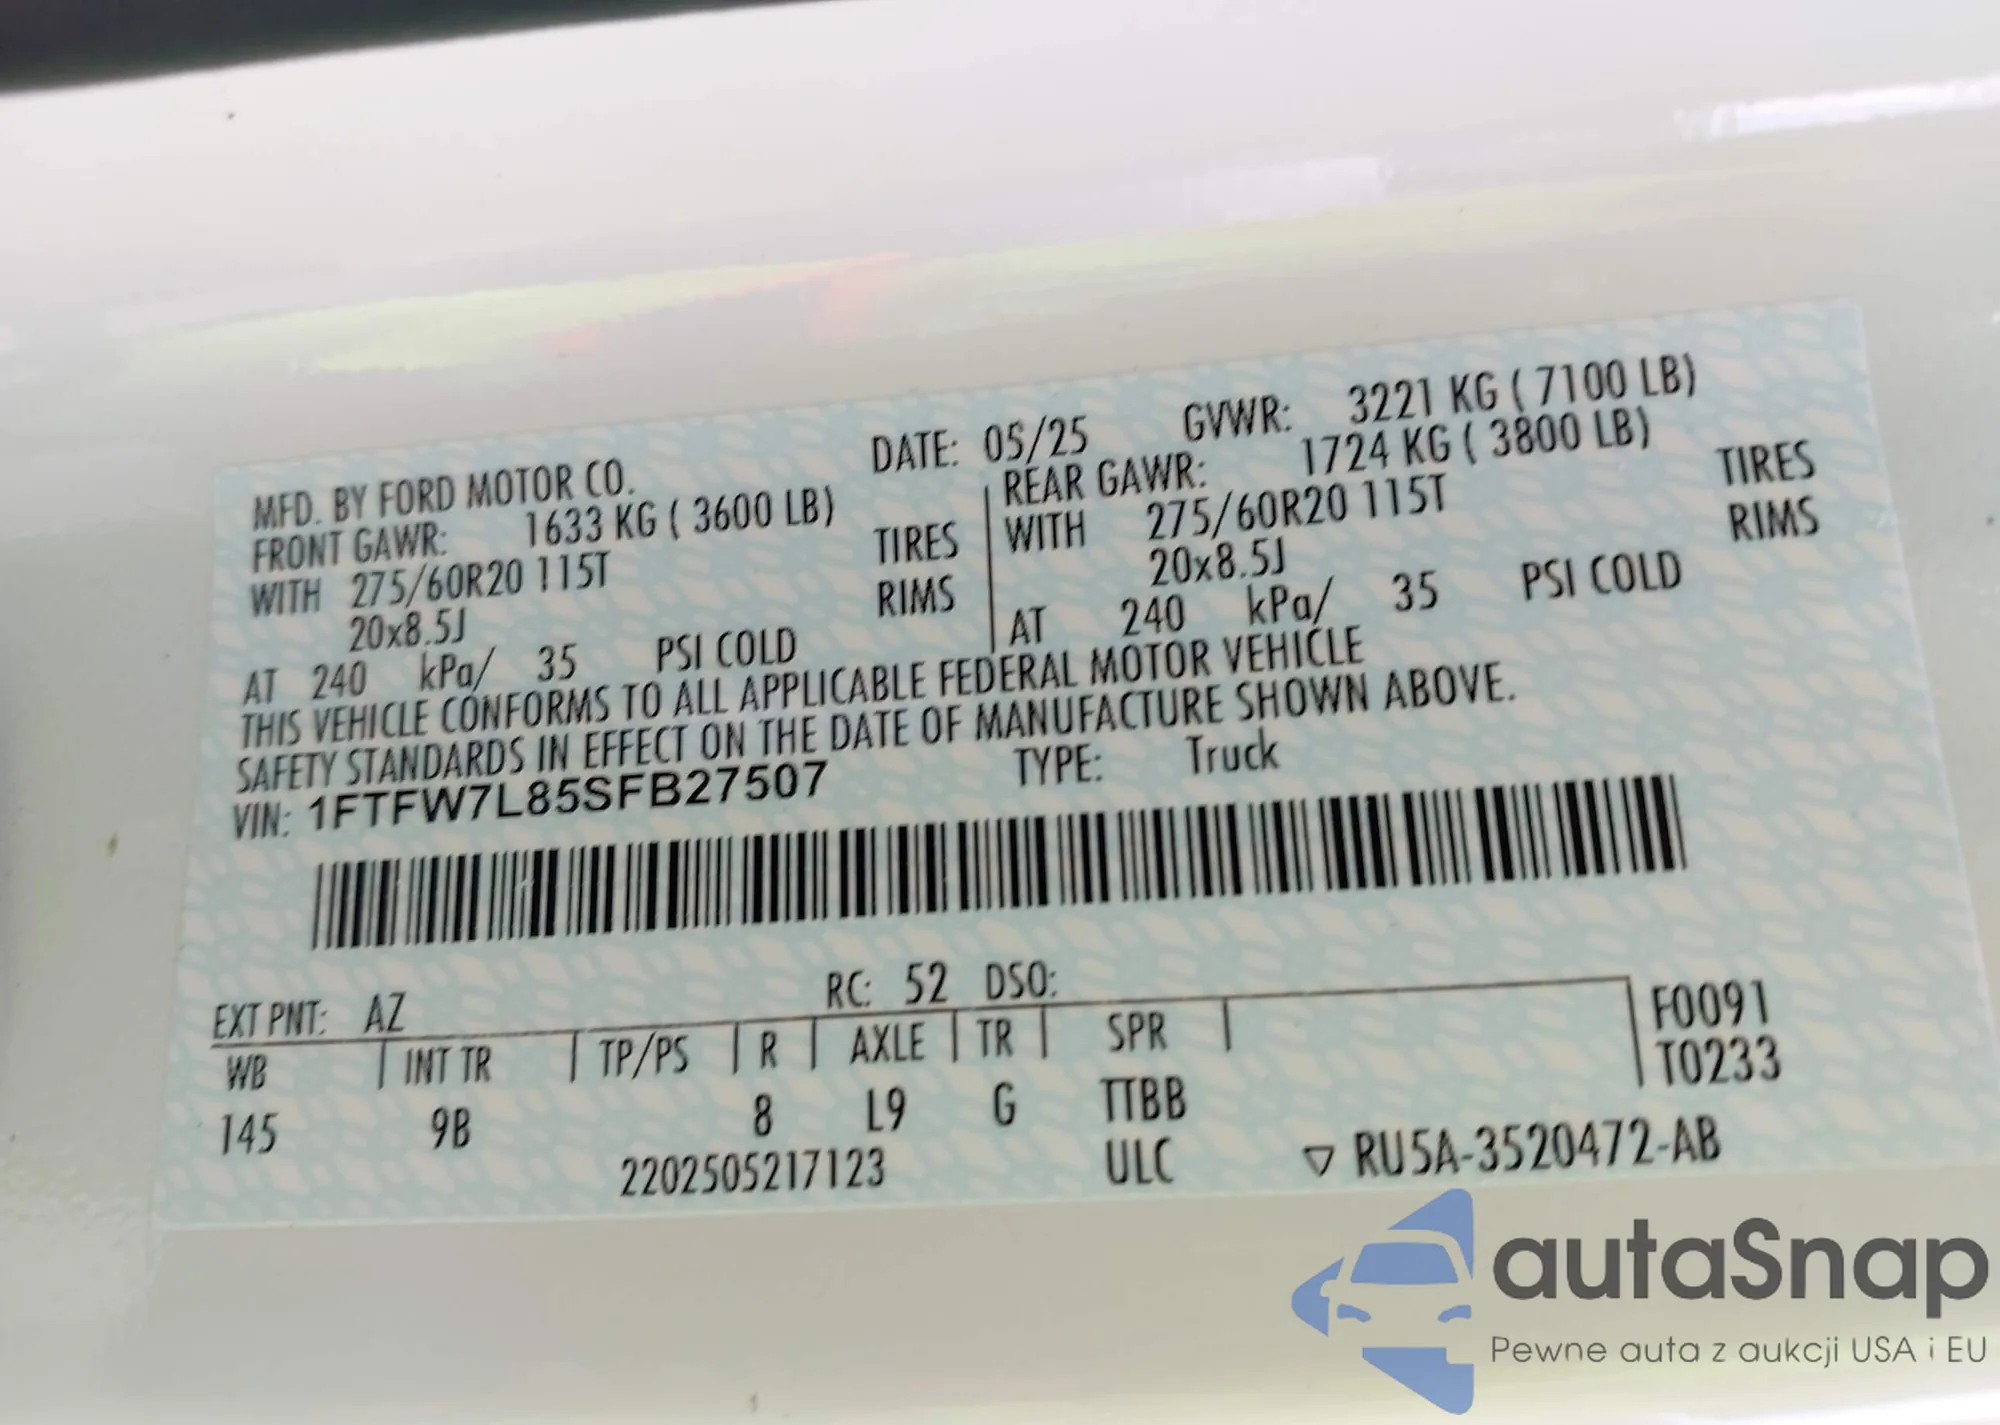 MFD. BY FORD MOTOR CO. DATE: 05/25 GVWR: 3221 KG ( 7100 LB)
FRONT GAWR: 1633 KG ( 3600 LB) REAR GAWR: 1724 KG ( 3800 LB)
WITH 275/60R20 115T TIRES WITH 275/60R20 115T TIRES
20x8.5J RIMS 20x8.5J RIMS
AT 240 kPa/ 35 PSI COLD AT 240 kPa/ 35 PSI COLD
THIS VEHICLE CONFORMS TO ALL APPLICABLE FEDERAL MOTOR VEHICLE
SAFETY STANDARDS IN EFFECT ON THE DATE OF MANUFACTURE SHOWN ABOVE.
VIN: 1FTFW7L85SFB27507 TYPE: Truck
EXT PNT: AZ RC: 52 DSO:
WB INT TR TP/PS R AXLE TR SPR F0091
T0233
145 9B 8 L9 G TTBB
2202505217123 ULC ▽ RU5A-3520472-AB
autaSnap
Pewne auta z aukcji USA i EU